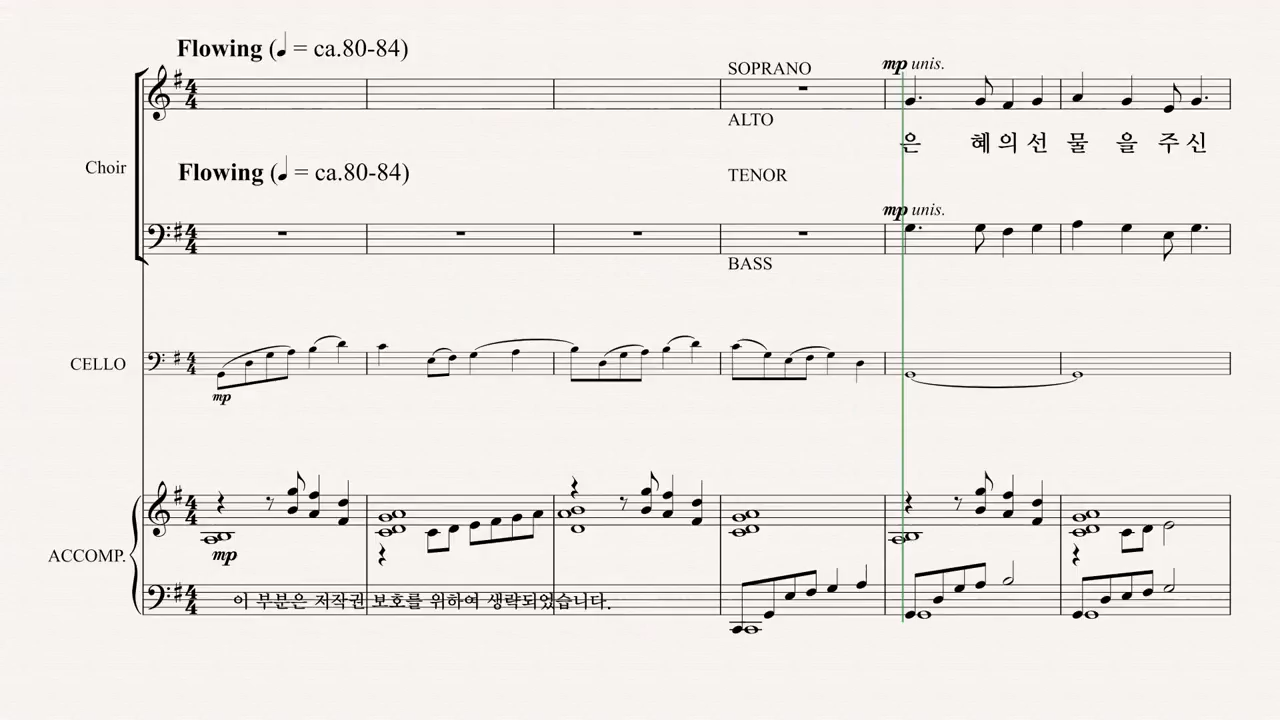 Flowing (♩ = ca.80-84)
SOPRANO
mp unis.
ALTO
은 혜의선 물 을 주신
Choir
Flowing (♩ = ca.80-84)
TENOR
mp unis.
BASS
CELLO
mp
mp
ACCOMP.
이 부분은 저작권 보호를 위하여 생략되었습니다.